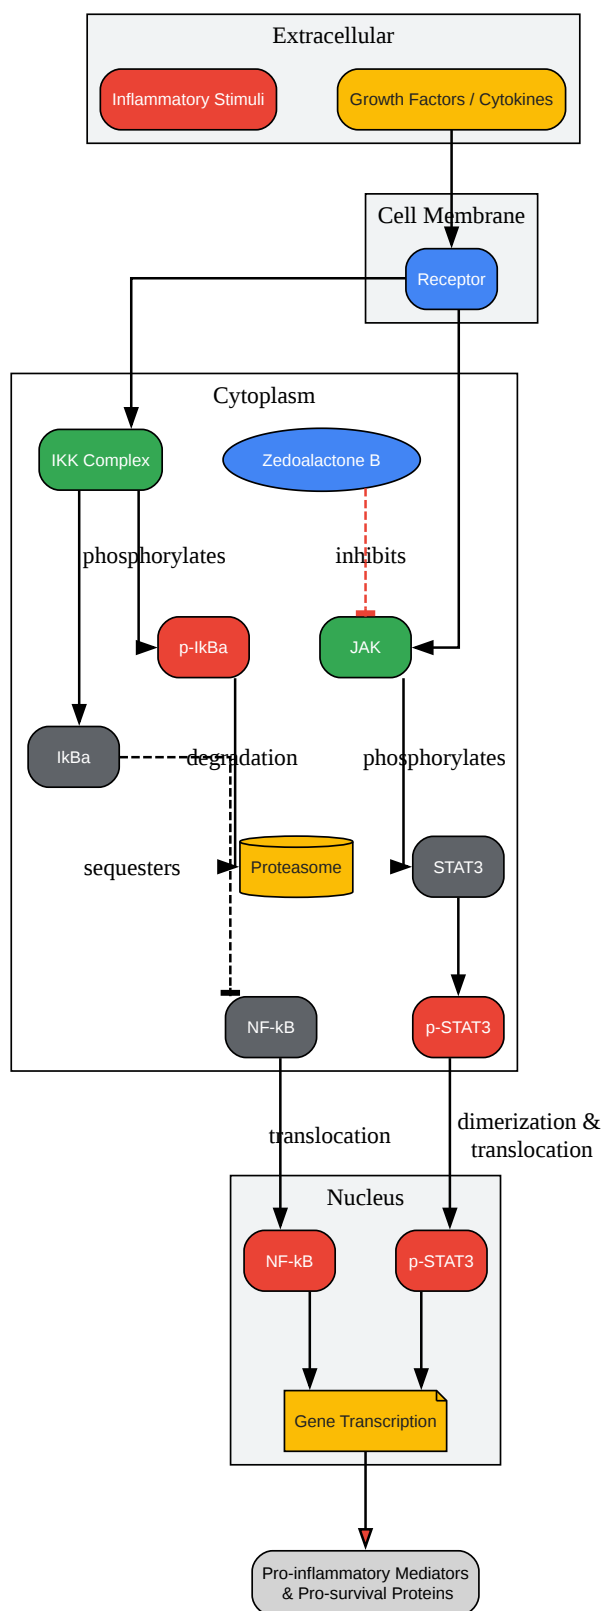 Extracellular
Inflammatory Stimuli
Growth Factors / Cytokines
Cell Membrane
Receptor
Cytoplasm
IKK Complex
Zedoalactone B
phosphorylates
inhibits
p-IkBa
JAK
IkBa
degradation
phosphorylates
sequesters
Proteasome
STAT3
NF-kB
p-STAT3
translocation
dimerization &
translocation
Nucleus
NF-kB
p-STAT3
Gene Transcription
Pro-inflammatory Mediators
& Pro-survival Proteins